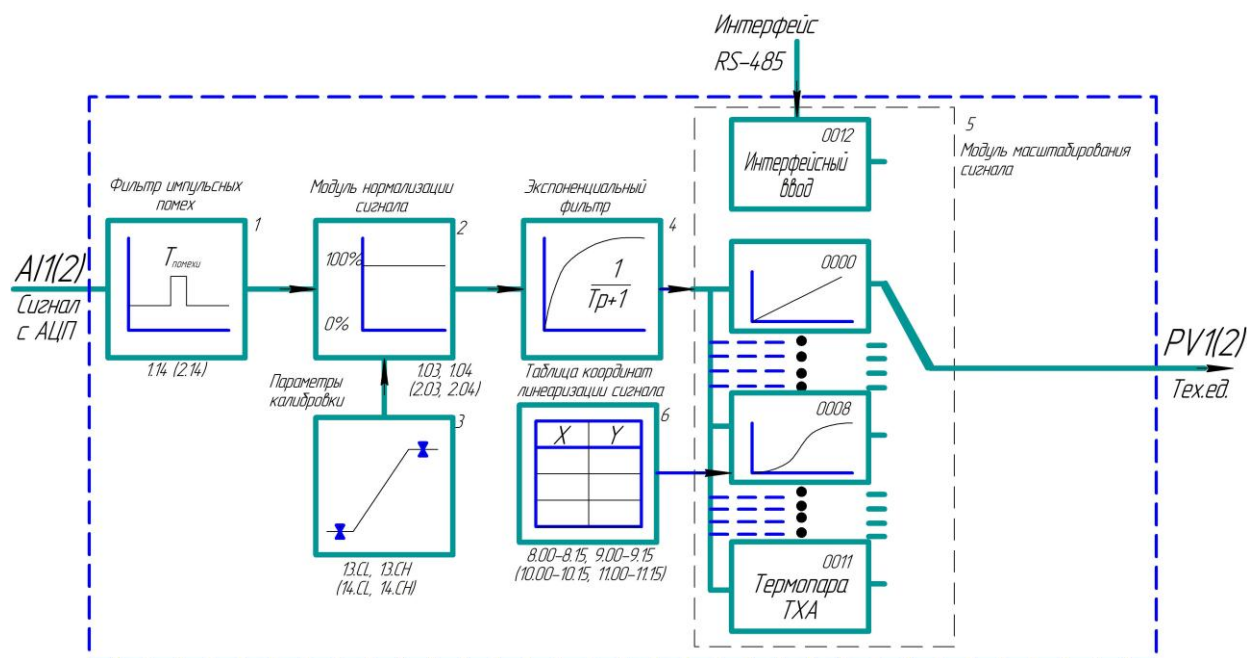 Интерфейс
RS-485
5
Модуль масштабирования
сигнала
0012
Интерфейсный
ввод
Фильтр импульсных
помех
1
Tпомехи
1.14 (2.14)
Модуль нормализации
сигнала
2
100%
0%
1.03, 1.04
(2.03, 2.04)
Экспоненциальный
фильтр
4
1
Tp+1
AI1(2)
Сигнал
с АЦП
0000
PV1(2)
Тех.ед.
Параметры
калибровки
3
13.CL, 13.CH
(14.CL, 14.CH)
Таблица координат
линеаризации сигнала
6
X Y
8.00-8.15, 9.00-9.15
(10.00-10.15, 11.00-11.15)
0008
0011
Термопара
ТХА